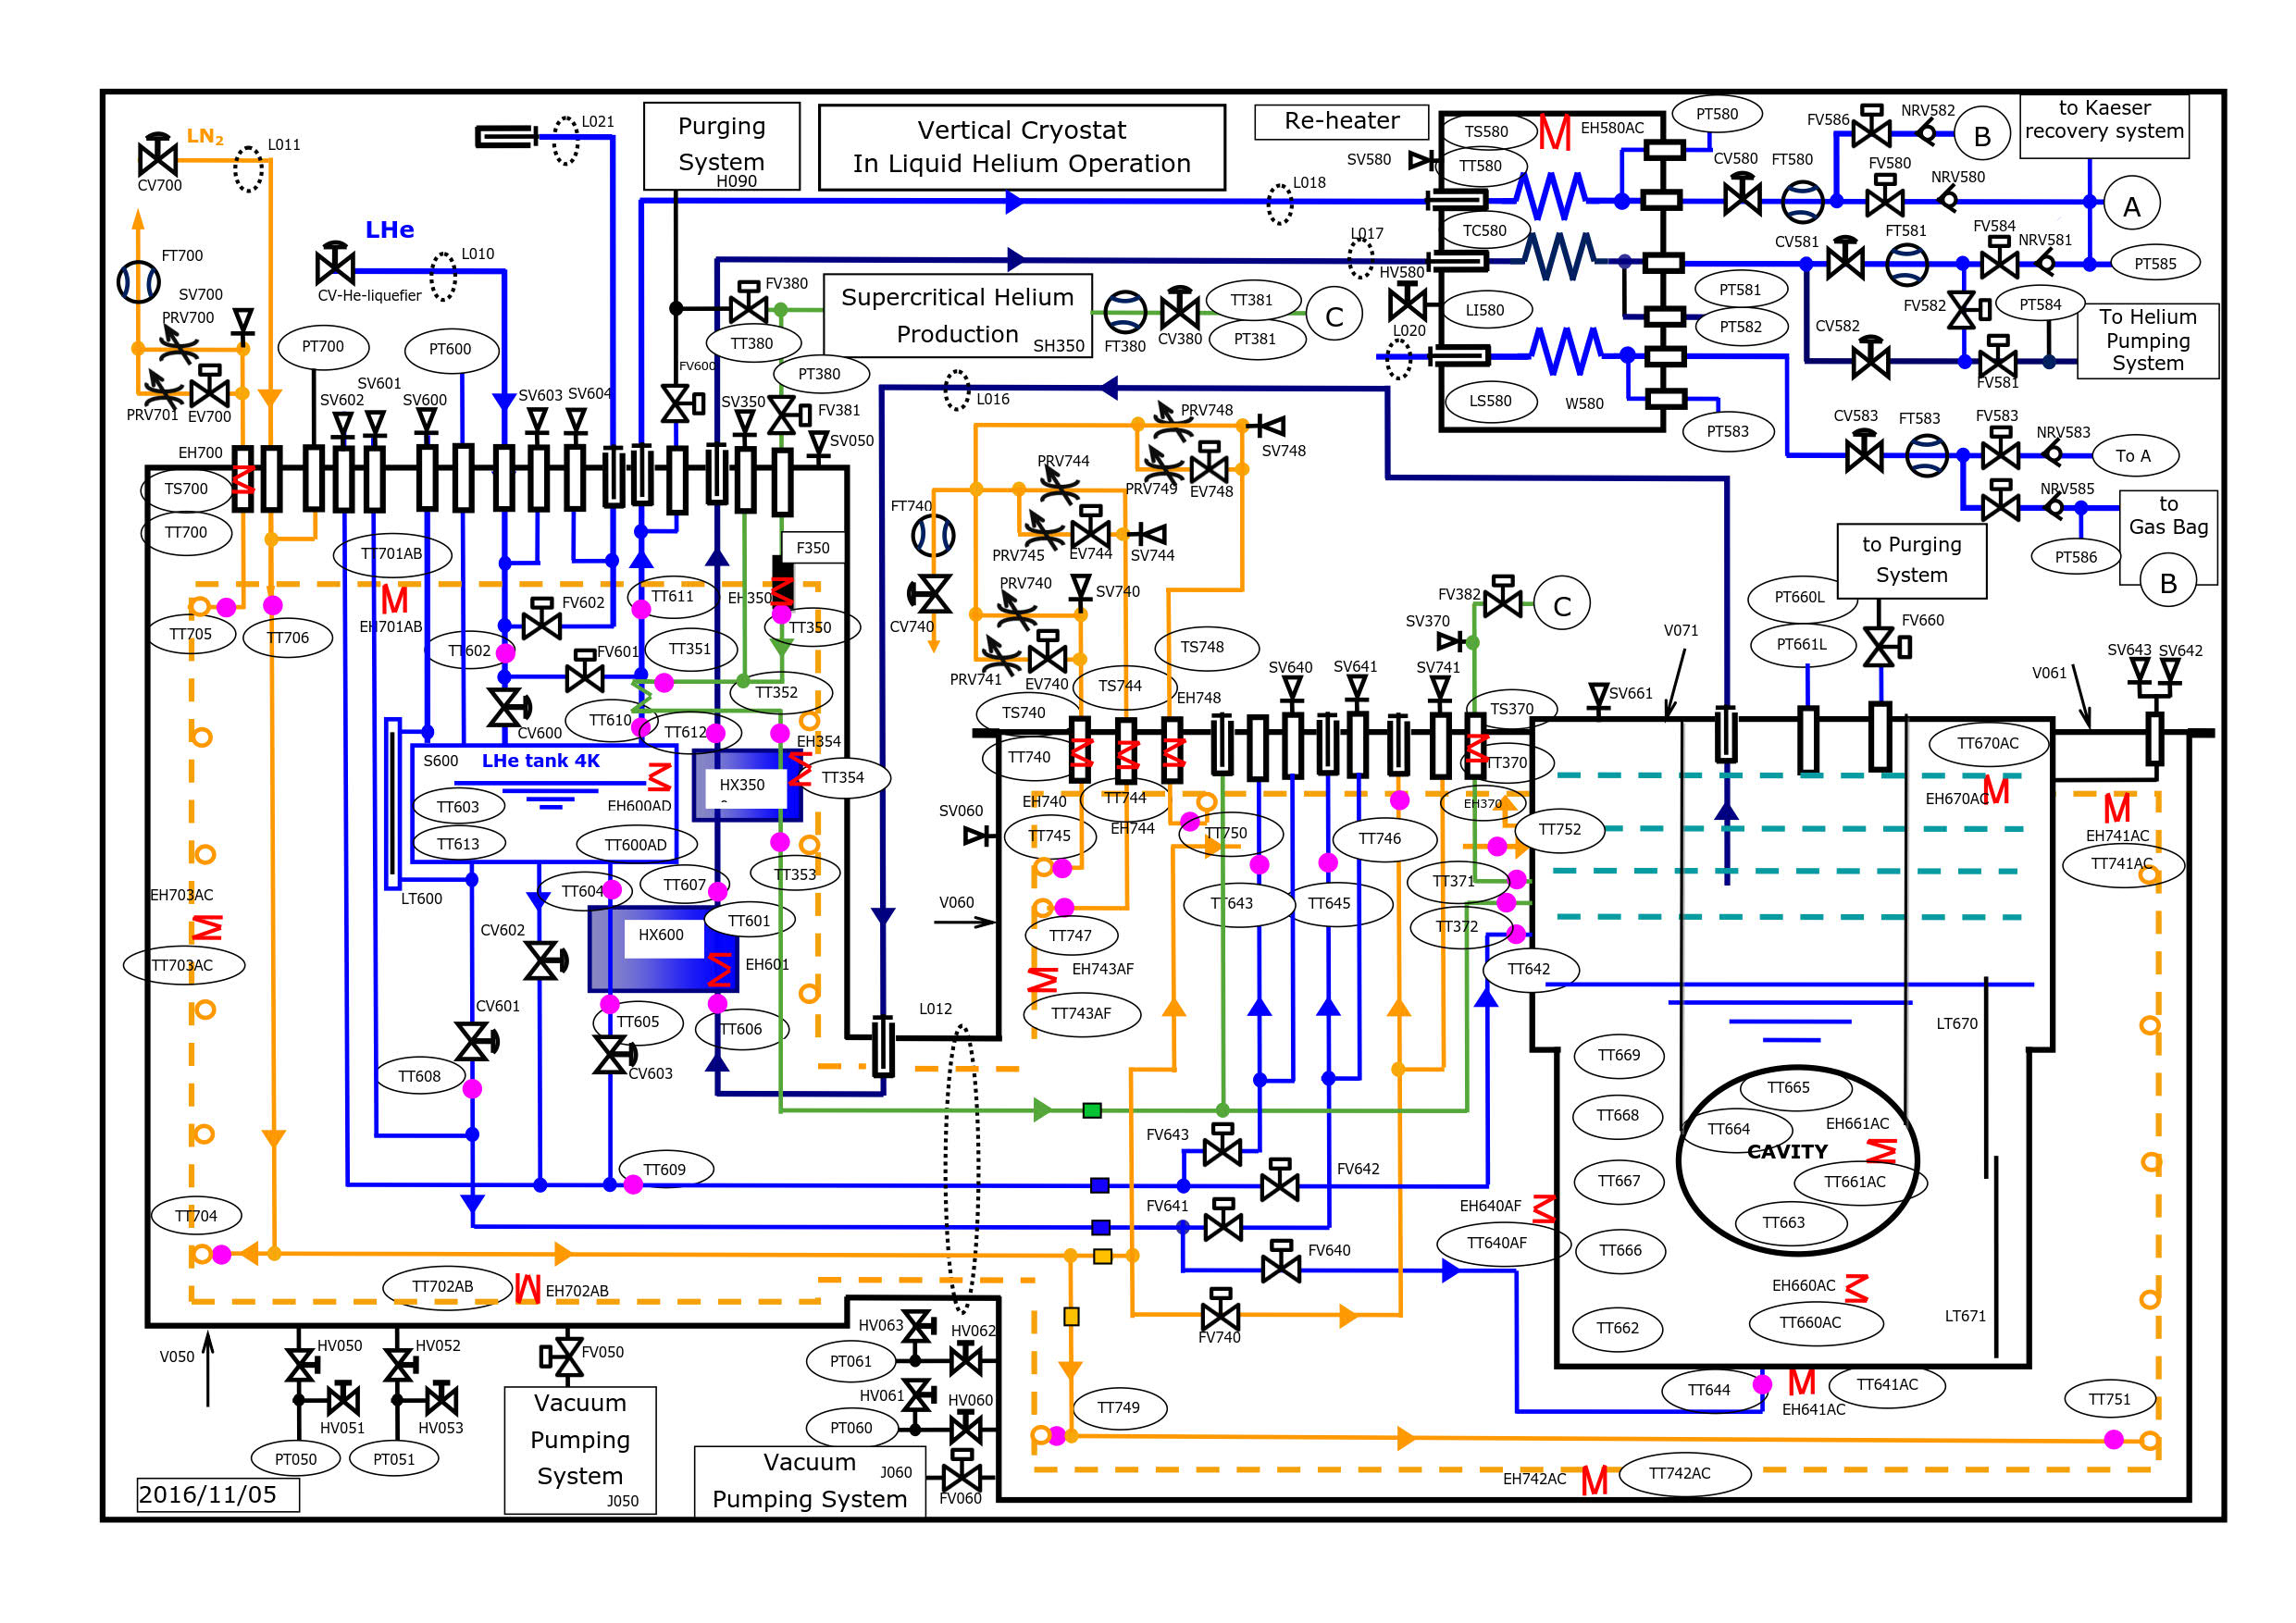 LN2
L011
CV700
L021
Purging
System
H090
Vertical Cryostat
In Liquid Helium Operation
Re-heater
SV580
TS580
TT580
EH580AC
PT580
FV586
NRV582
B
to Kaeser
recovery system
CV580
FT580
FV580
NRV580
A
L018
TC580
LHe
L010
CV-He-liquefier
FT700
SV700
PRV700
PRV701
EV700
L017
HV580
L020
LI580
LS580
W580
CV581
FT581
FV584
NRV581
PT585
PT581
PT582
PT583
FV582
PT584
CV582
FV581
To Helium
Pumping
System
FV380
Supercritical Helium
Production
SH350
TT380
PT380
FT380
CV380
TT381
PT381
C
PT700
PT600
SV602
SV601
SV600
SV603
SV604
FV600
SV350
FV381
SV050
L016
CV583
FT583
FV583
NRV583
To A
NRV585
PT586
to
Gas Bag
B
EH700
TS700
TT700
TT701AB
EH701AB
F350
PRV748
SV748
PRV749
EV748
PRV744
PRV745
EV744
SV744
FT740
PRV740
SV740
CV740
PRV741
EV740
to Purging
System
FV660
PT660L
PT661L
V071
V061
SV643
SV642
SV661
FV382
C
SV370
TT705
TT706
TT602
FV602
TT611
EH350
TT350
TT351
FV601
TT352
CV600
TT610
TT612
EH354
TT354
TS748
TS744
EH748
TS740
TT740
SV640
SV641
SV741
TS370
TT370
EH370
TT670AC
EH670AC
S600
LHe tank 4K
TT603
TT613
EH600AD
TT600AD
HX350
LT600
TT604
TT607
TT353
TT601
HX600
EH601
EH703AC
TT703AC
CV602
CV601
TT608
TT605
CV603
TT606
TT609
SV060
V060
EH740
TT744
EH744
TT745
TT750
TT746
TT752
TT747
EH743AF
TT743AF
TT643
TT645
TT371
TT372
TT642
EH741AC
TT741AC
L012
LT670
TT669
TT668
TT667
TT666
TT662
TT665
TT664
EH661AC
CAVITY
TT661AC
TT663
EH660AC
TT660AC
LT671
FV643
FV642
FV641
FV640
FV740
EH640AF
TT640AF
TT704
TT702AB
EH702AB
V050
HV050
HV052
HV051
HV053
PT050
PT051
FV050
Vacuum
Pumping
System
J050
HV063
HV062
PT061
HV061
HV060
PT060
Vacuum
J060
Pumping System
FV060
TT749
TT644
EH641AC
TT641AC
TT751
EH742AC
TT742AC
2016/11/05